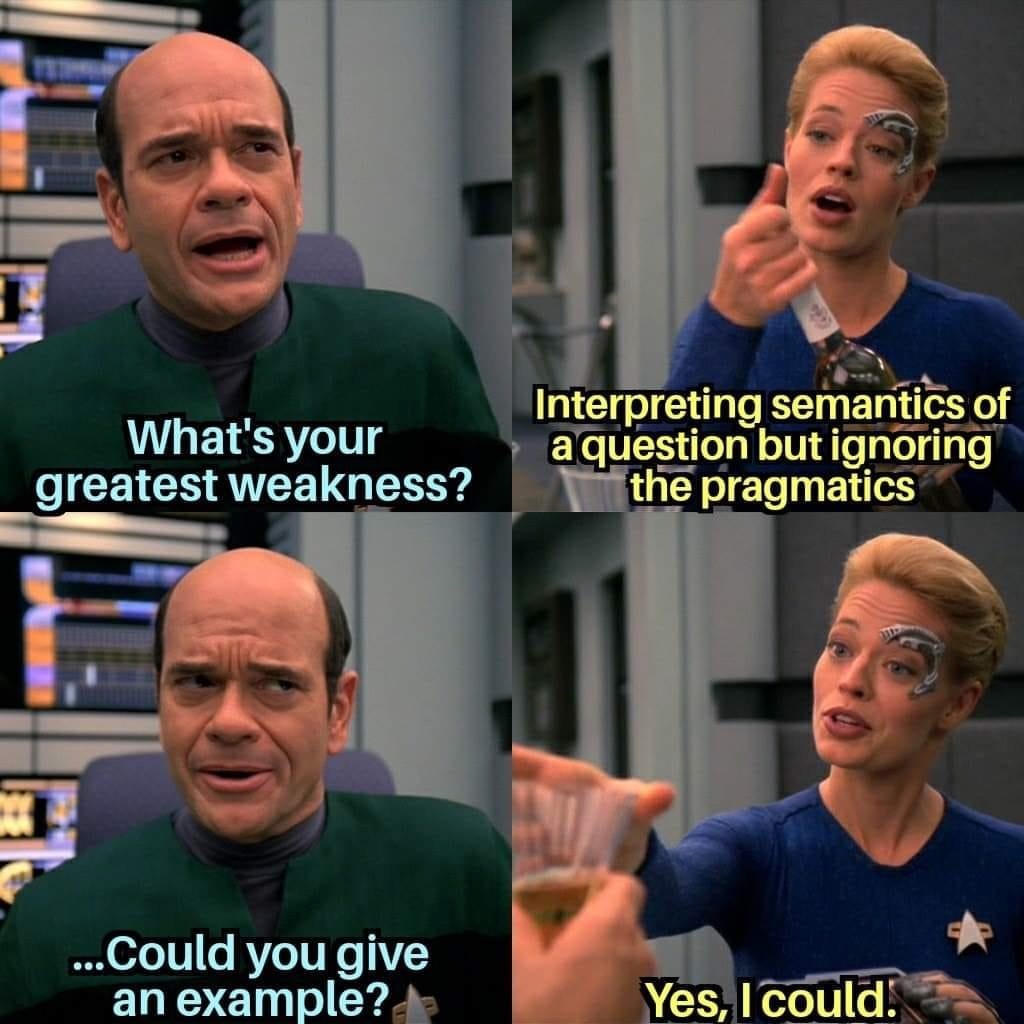 What's your
greatest weakness?
Interpreting semantics of
a question but ignoring
the pragmatics
...Could you give
an example?
Yes, I could.